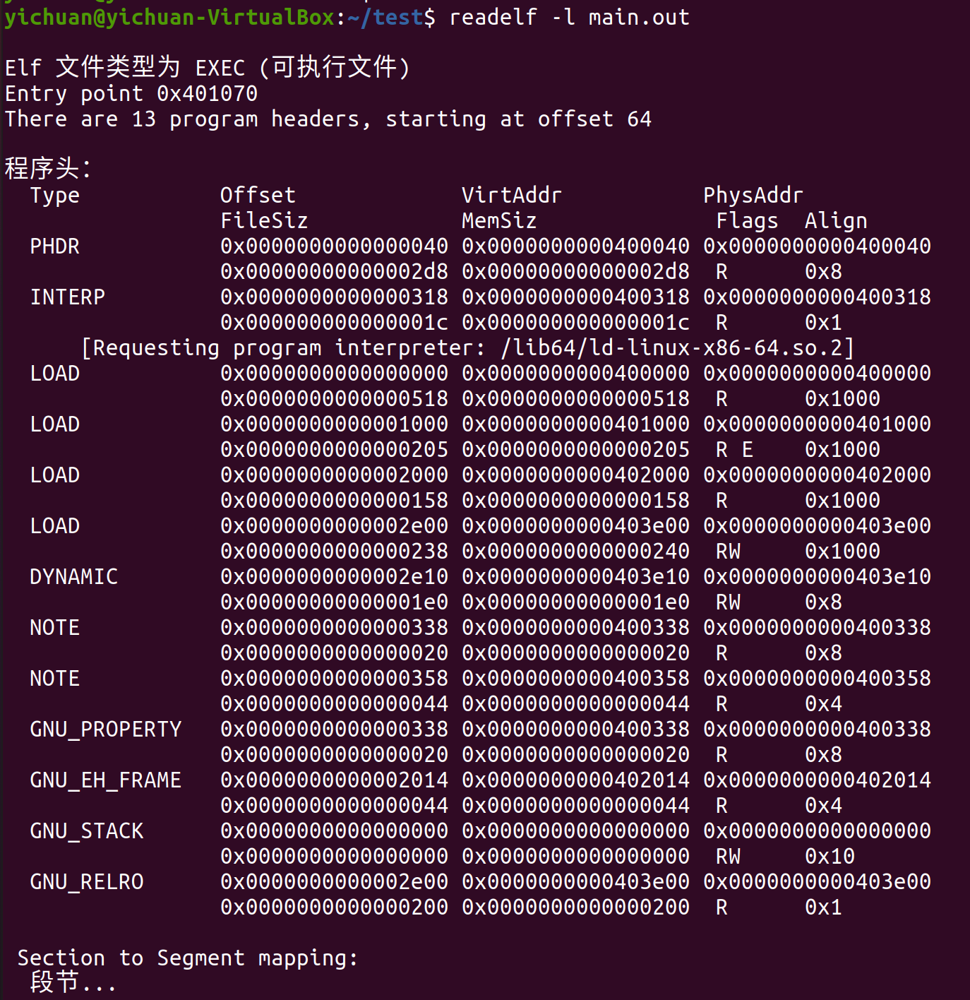 yichuan@yichuan-VirtualBox:~/test$ readelf -l main.out
Elf 文件类型为 EXEC (可执行文件)
Entry point 0x401070
There are 13 program headers, starting at offset 64
程序头：
Type Offset VirtAddr PhysAddr
FileSiz MemSiz Flags Align
PHDR 0x0000000000000040 0x0000000000400040 0x0000000000400040
0x00000000000002d8 0x00000000000002d8 R 0x8
INTERP 0x0000000000000318 0x0000000000400318 0x0000000000400318
0x000000000000001c 0x000000000000001c R 0x1
[Requesting program interpreter: /lib64/ld-linux-x86-64.so.2]
LOAD 0x0000000000000000 0x0000000000400000 0x0000000000400000
0x0000000000000518 0x0000000000000518 R 0x1000
LOAD 0x0000000000001000 0x0000000000401000 0x0000000000401000
0x0000000000000205 0x0000000000000205 R E 0x1000
LOAD 0x0000000000002000 0x0000000000402000 0x0000000000402000
0x0000000000000158 0x0000000000000158 R 0x1000
LOAD 0x0000000000002e00 0x0000000000403e00 0x0000000000403e00
0x0000000000000238 0x0000000000000240 RW 0x1000
DYNAMIC 0x0000000000002e10 0x0000000000403e10 0x0000000000403e10
0x00000000000001e0 0x00000000000001e0 RW 0x8
NOTE 0x0000000000000338 0x0000000000400338 0x0000000000400338
0x0000000000000020 0x0000000000000020 R 0x8
NOTE 0x0000000000000358 0x0000000000400358 0x0000000000400358
0x0000000000000044 0x0000000000000044 R 0x4
GNU_PROPERTY 0x0000000000000338 0x0000000000400338 0x0000000000400338
0x0000000000000020 0x0000000000000020 R 0x8
GNU_EH_FRAME 0x0000000000002014 0x0000000000402014 0x0000000000402014
0x0000000000000044 0x0000000000000044 R 0x4
GNU_STACK 0x0000000000000000 0x0000000000000000 0x0000000000000000
0x0000000000000000 0x0000000000000000 RW 0x10
GNU_RELRO 0x0000000000002e00 0x0000000000403e00 0x0000000000403e00
0x0000000000000200 0x0000000000000200 R 0x1
Section to Segment mapping:
段节...